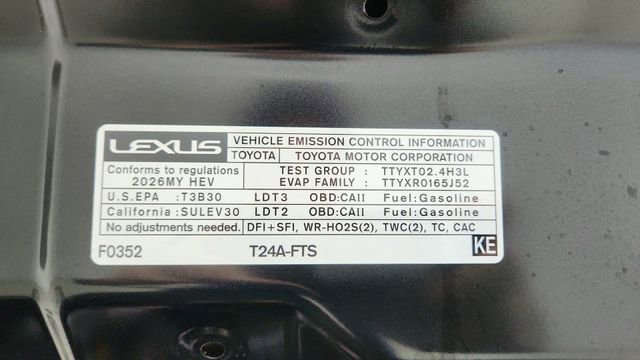 LEXUS VEHICLE EMISSION CONTROL INFORMATION
TOYOTA TOYOTA MOTOR CORPORATION
Conforms to regulations TEST GROUP : TTYXT02.4H3L
2026MY HEV EVAP FAMILY : TTYXR0165J52
U.S.EPA :T3B30 LDT3 OBD:CAII Fuel:Gasoline
California :SULEV30 LDT2 OBD:CAII Fuel:Gasoline
No adjustments needed. DFI+SFI, WR-HO2S(2), TWC(2), TC, CAC
F0352 T24A-FTS KE